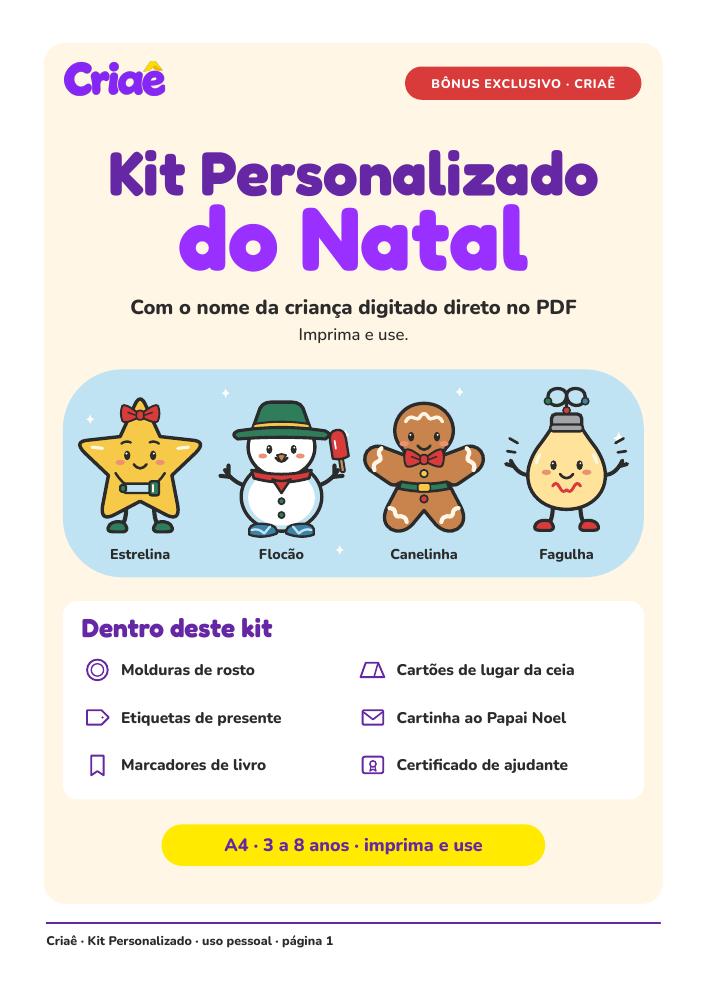 Criaê
BÔNUS EXCLUSIVO · CRIAÊ
Kit Personalizado
do Natal
Com o nome da criança digitado direto no PDF
Imprima e use.
Estrelina
Flocão
Canelinha
Fagulha
Dentro deste kit
Molduras de rosto
Cartões de lugar da ceia
Etiquetas de presente
Cartinha ao Papai Noel
Marcadores de livro
Certificado de ajudante
A4 · 3 a 8 anos · imprima e use
Criaê · Kit Personalizado · uso pessoal · página 1